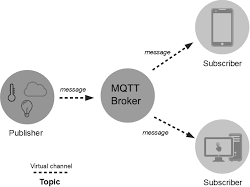 message
Subscriber
message
MQTT
Broker
Publisher
message
Subscriber
Virtual channel
Topic